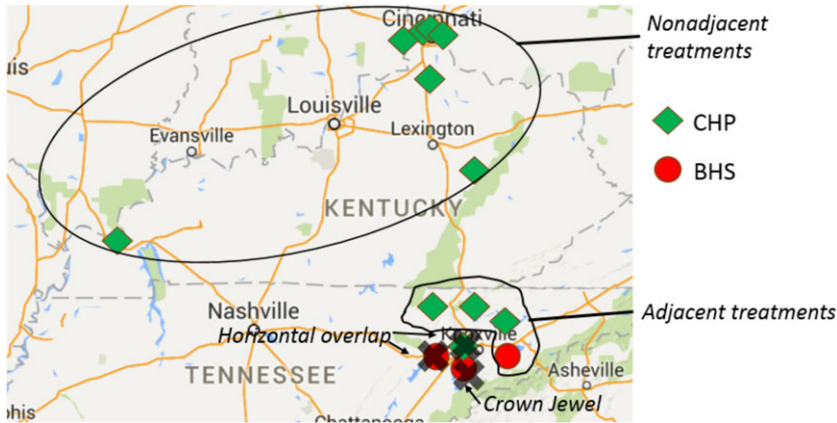 Cincinnati
Nonadjacent
treatments
uis
Louisville
CHP
Evansville
Lexington
BHS
KENTUCKY
Nashville
Adjacent treatments
Horizontal overlap
Knoxville
TENNESSEE
Asheville
Crown Jewel
phis
Chattanooga